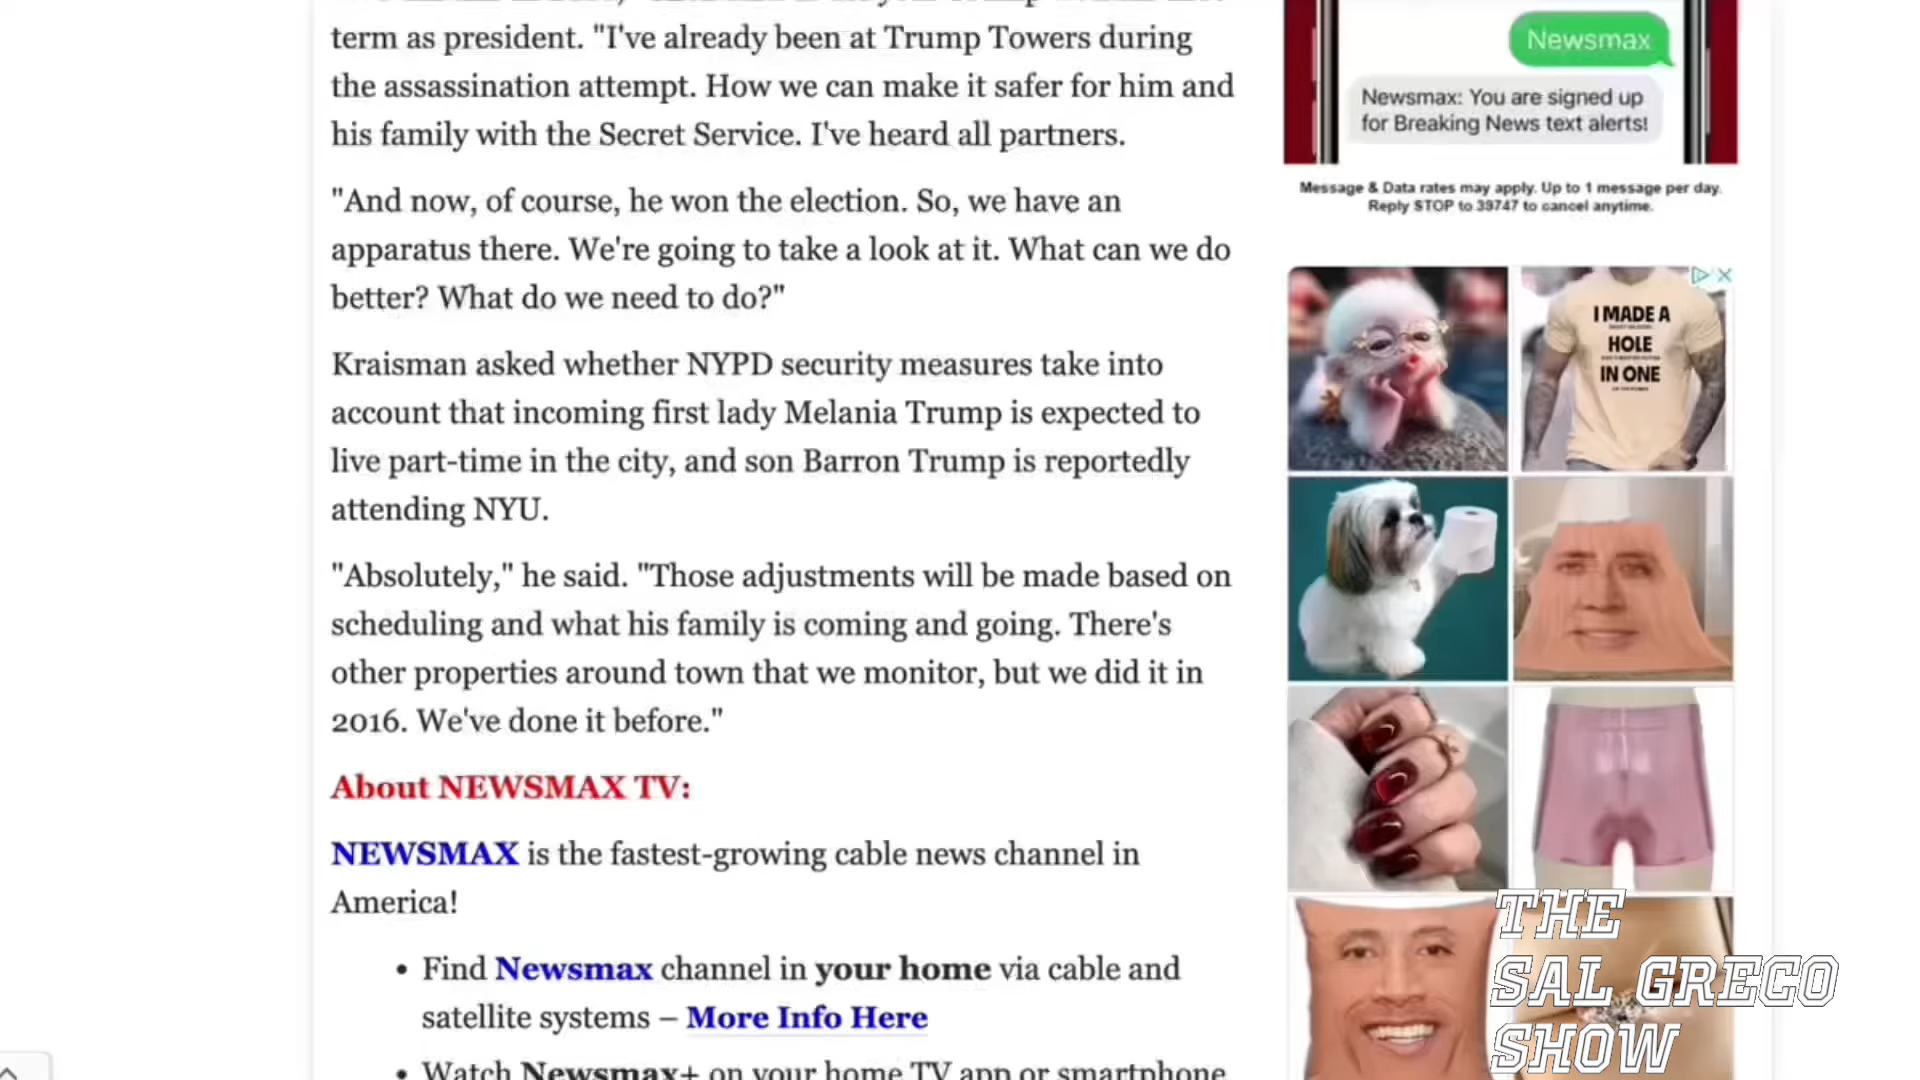 term as president. "I've already been at Trump Towers during
the assassination attempt. How we can make it safer for him and
his family with the Secret Service. I've heard all partners.
"And now, of course, he won the election. So, we have an
apparatus there. We're going to take a look at it. What can we do
better? What do we need to do?"
Kraisman asked whether NYPD security measures take into
account that incoming first lady Melania Trump is expected to
live part-time in the city, and son Barron Trump is reportedly
attending NYU.
"Absolutely," he said. "Those adjustments will be made based on
scheduling and what his family is coming and going. There's
other properties around town that we monitor, but we did it in
2016. We've done it before."
About NEWSMAX TV:
NEWSMAX is the fastest-growing cable news channel in
America!
• Find Newsmax channel in your home via cable and
satellite systems – More Info Here
• Watch Newsmax+ on your home TV app or smartphone
Newsmax
Newsmax: You are signed up
for Breaking News text alerts!
Message & Data rates may apply. Up to 1 message per day.
Reply STOP to 39747 to cancel anytime.
I MADE A
HOLE
IN ONE
THE
SAL GRECO
SHOW